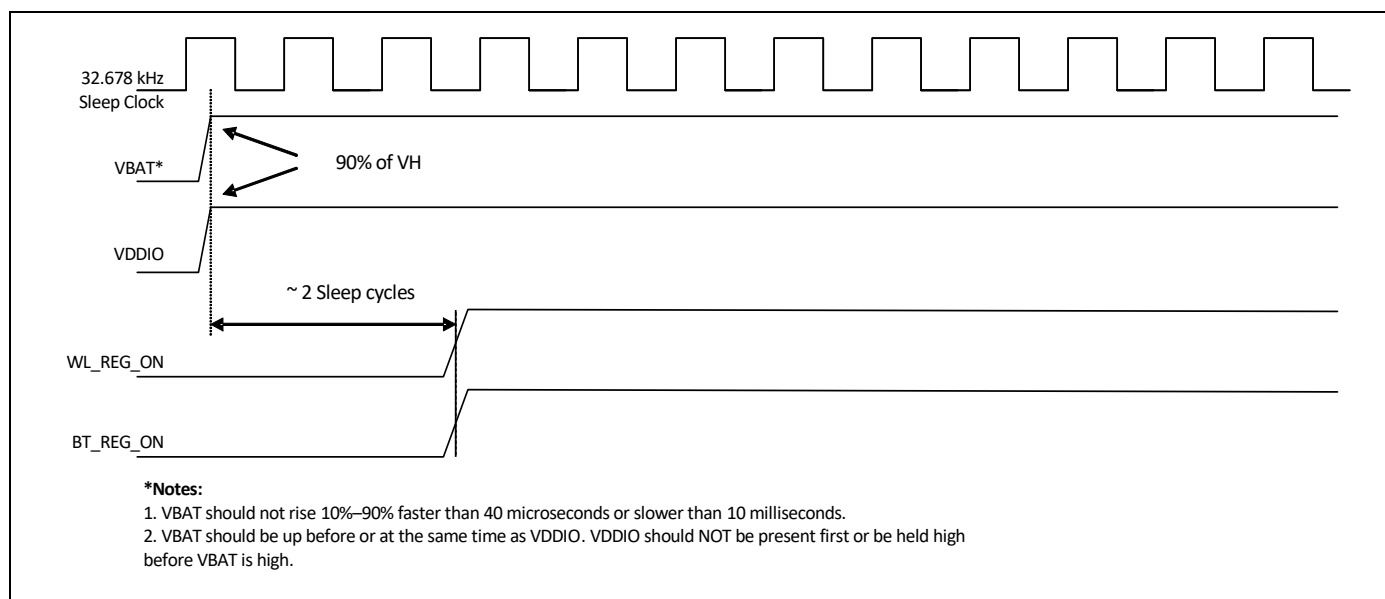 32.678 kHz
Sleep Clock
VBAT*
90% of VH
VDDIO
~ 2 Sleep cycles
WL_REG_ON
BT_REG_ON
*Notes:
1. VBAT should not rise 10%–90% faster than 40 microseconds or slower than 10 milliseconds.
2. VBAT should be up before or at the same time as VDDIO. VDDIO should NOT be present first or be held high
before VBAT is high.